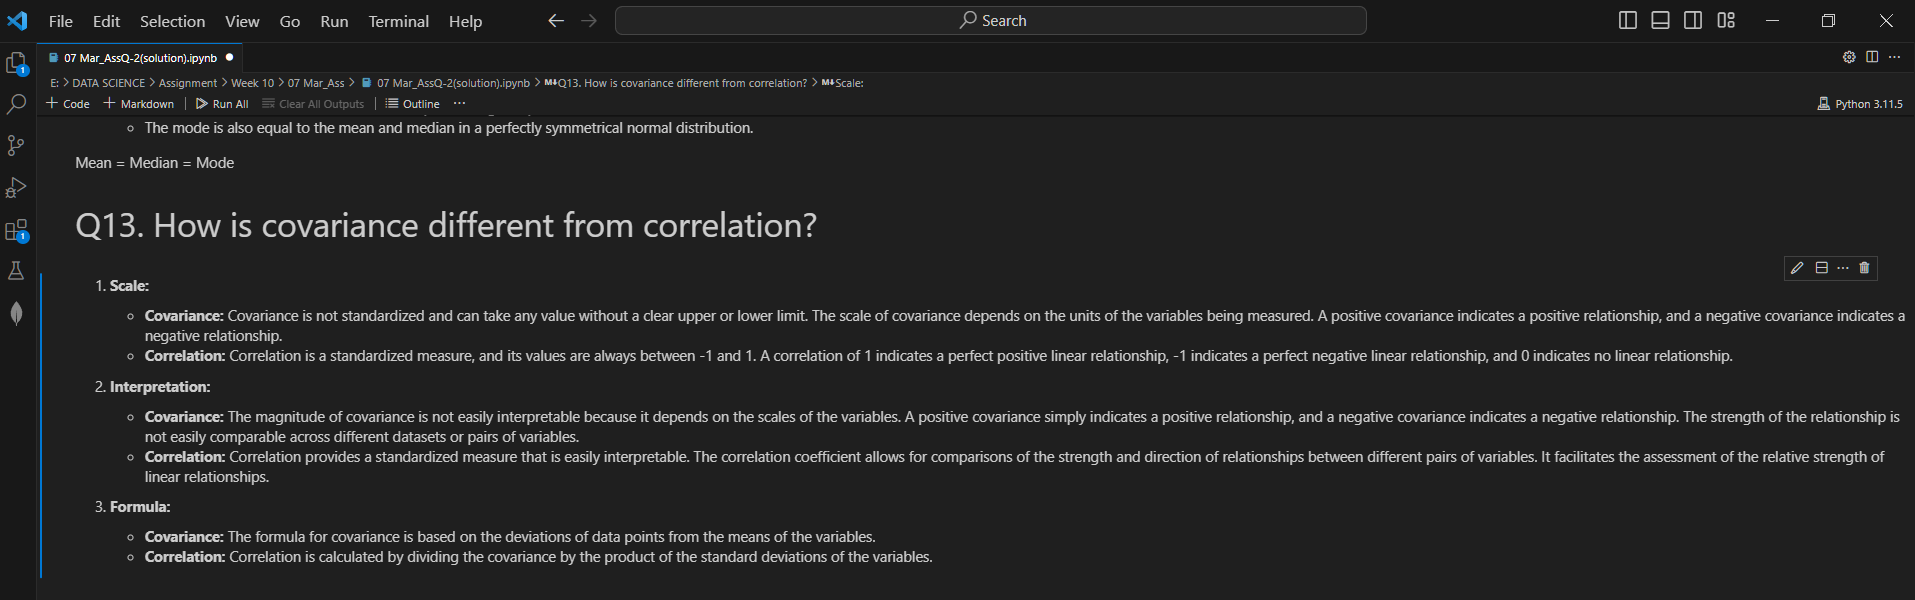 File Edit Selection View Go Run Terminal Help
Search
07 Mar_AssQ-2(solution).ipynb
E: > DATA SCIENCE > Assignment > Week 10 > 07 Mar_Ass > 07 Mar_AssQ-2(solution).ipynb > M↓Q13. How is covariance different from correlation? > M↓Scale:
+ Code + Markdown | Run All Clear All Outputs | Outline ···
Python 3.11.5
The mode is also equal to the mean and median in a perfectly symmetrical normal distribution.
Mean = Median = Mode
Q13. How is covariance different from correlation?
1. Scale:
Covariance: Covariance is not standardized and can take any value without a clear upper or lower limit. The scale of covariance depends on the units of the variables being measured. A positive covariance indicates a positive relationship, and a negative covariance indicates a
negative relationship.
Correlation: Correlation is a standardized measure, and its values are always between -1 and 1. A correlation of 1 indicates a perfect positive linear relationship, -1 indicates a perfect negative linear relationship, and 0 indicates no linear relationship.
2. Interpretation:
Covariance: The magnitude of covariance is not easily interpretable because it depends on the scales of the variables. A positive covariance simply indicates a positive relationship, and a negative covariance indicates a negative relationship. The strength of the relationship is
not easily comparable across different datasets or pairs of variables.
Correlation: Correlation provides a standardized measure that is easily interpretable. The correlation coefficient allows for comparisons of the strength and direction of relationships between different pairs of variables. It facilitates the assessment of the relative strength of
linear relationships.
3. Formula:
Covariance: The formula for covariance is based on the deviations of data points from the means of the variables.
Correlation: Correlation is calculated by dividing the covariance by the product of the standard deviations of the variables.
1
1